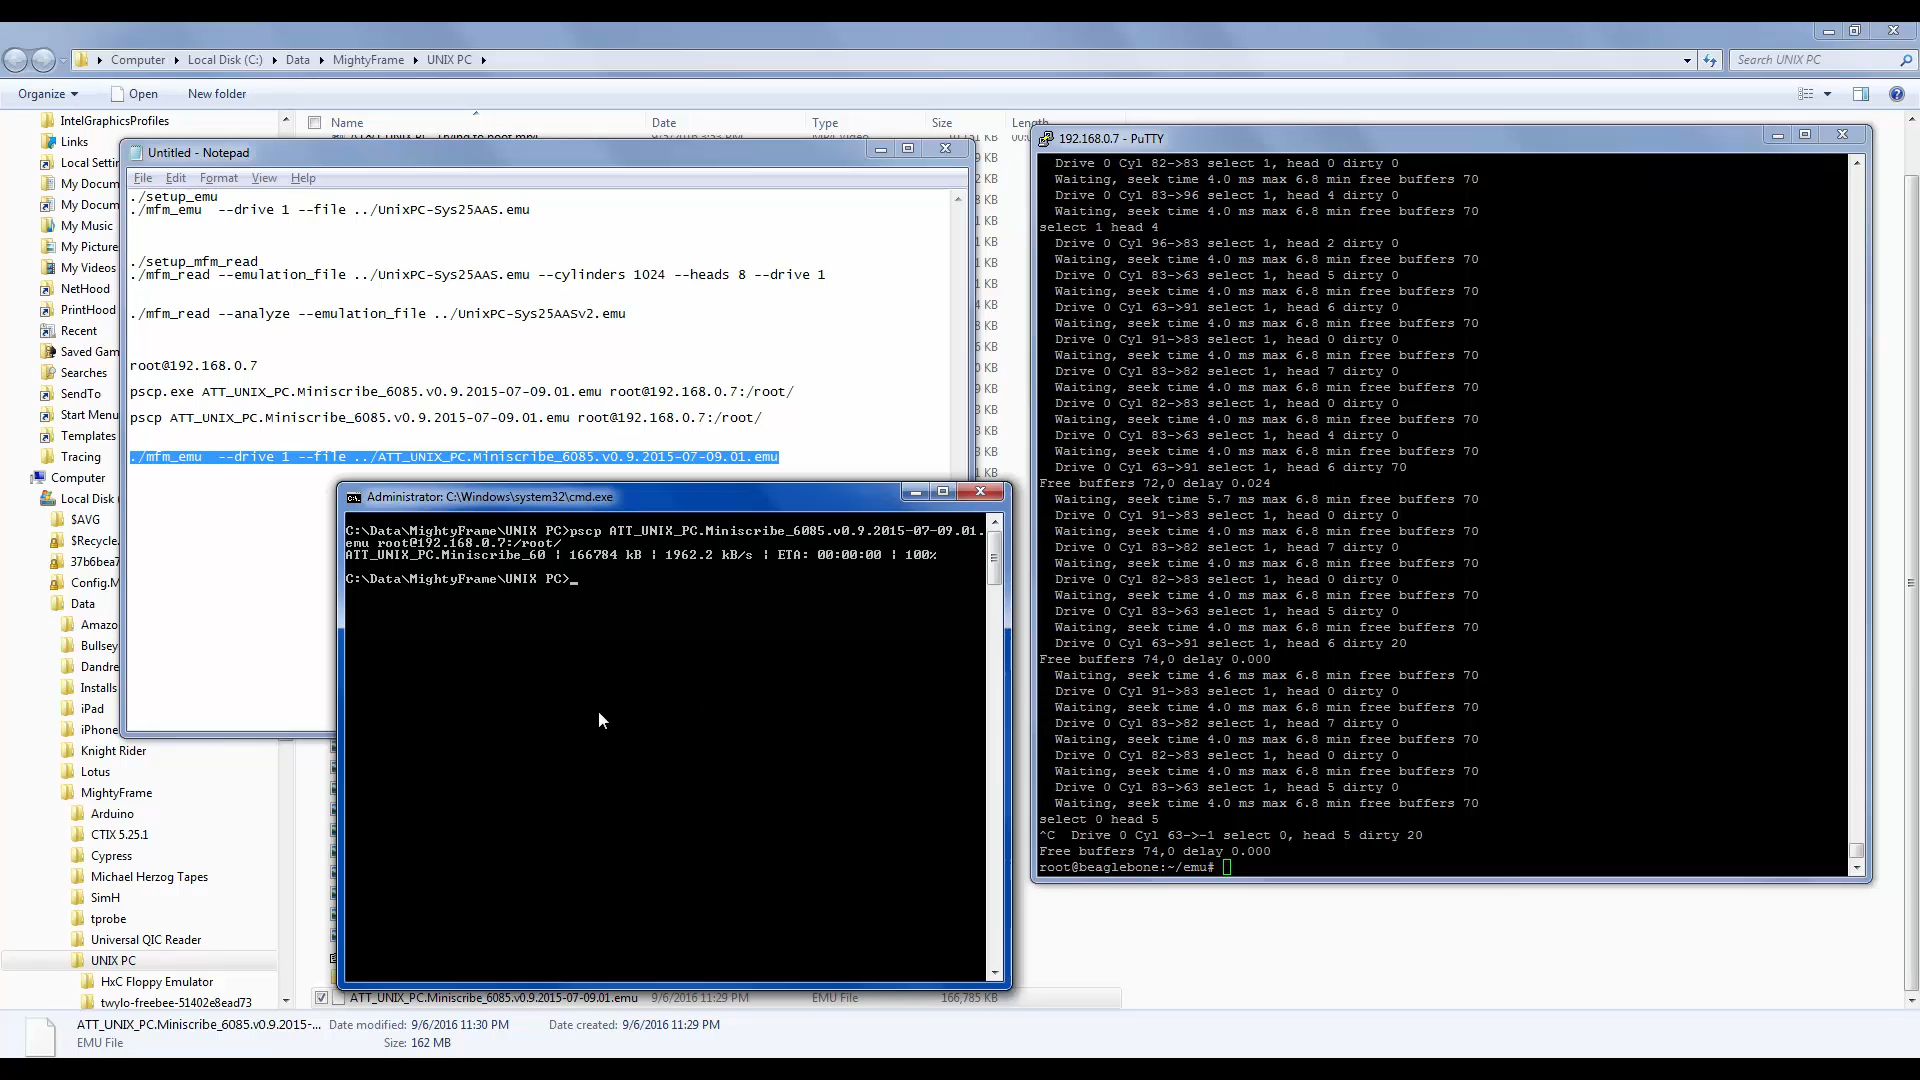 Computer ▸ Local Disk (C:) ▸ Data ▸ MightyFrame ▸ UNIX PC ▸
Search UNIX PC
Organize
Open
New folder
IntelGraphicsProfiles
Links
Local Settin
My Docum
My Docum
My Music
My Picture
My Videos
NetHood
PrintHood
Recent
Saved Gam
Searches
SendTo
Start Menu
Templates
Tracing
Computer
Local Disk (
$AVG
$Recycle.
37b6bea7
Config.M
Data
Amazo
Bullsey
Dandre
Installs
iPad
iPhone
Knight Rider
Lotus
MightyFrame
Arduino
CTIX 5.25.1
Cypress
Michael Herzog Tapes
SimH
tprobe
Universal QIC Reader
UNIX PC
HxC Floppy Emulator
twylo-freebee-51402e8ead73
Name
Date
Type
Size
Length
Untitled - Notepad
File Edit Format View Help
./setup_emu
./mfm_emu  --drive 1 --file ../UnixPC-Sys25AAS.emu
./setup_mfm_read
./mfm_read --emulation_file ../UnixPC-Sys25AAS.emu --cylinders 1024 --heads 8 --drive 1
./mfm_read --analyze --emulation_file ../UnixPC-Sys25AASv2.emu
root@192.168.0.7
pscp.exe ATT_UNIX_PC.Miniscribe_6085.v0.9.2015-07-09.01.emu root@192.168.0.7:/root/
pscp ATT_UNIX_PC.Miniscribe_6085.v0.9.2015-07-09.01.emu root@192.168.0.7:/root/
./mfm_emu  --drive 1 --file ../ATT_UNIX_PC.Miniscribe_6085.v0.9.2015-07-09.01.emu
Administrator: C:\Windows\system32\cmd.exe
C:\Data\MightyFrame\UNIX PC>pscp ATT_UNIX_PC.Miniscribe_6085.v0.9.2015-07-09.01.
emu root@192.168.0.7:/root/
ATT_UNIX_PC.Miniscribe_60 | 166784 kB | 1962.2 kB/s | ETA: 00:00:00 | 100%
C:\Data\MightyFrame\UNIX PC>_
192.168.0.7 - PuTTY
Drive 0 Cyl 82->83 select 1, head 0 dirty 0
Waiting, seek time 4.0 ms max 6.8 min free buffers 70
Drive 0 Cyl 83->96 select 1, head 4 dirty 0
Waiting, seek time 4.0 ms max 6.8 min free buffers 70
select 1 head 4
Drive 0 Cyl 96->83 select 1, head 2 dirty 0
Waiting, seek time 4.0 ms max 6.8 min free buffers 70
Drive 0 Cyl 83->63 select 1, head 5 dirty 0
Waiting, seek time 4.0 ms max 6.8 min free buffers 70
Drive 0 Cyl 63->91 select 1, head 6 dirty 0
Waiting, seek time 4.0 ms max 6.8 min free buffers 70
Drive 0 Cyl 91->83 select 1, head 0 dirty 0
Waiting, seek time 4.0 ms max 6.8 min free buffers 70
Drive 0 Cyl 83->82 select 1, head 7 dirty 0
Waiting, seek time 4.0 ms max 6.8 min free buffers 70
Drive 0 Cyl 82->83 select 1, head 0 dirty 0
Waiting, seek time 4.0 ms max 6.8 min free buffers 70
Drive 0 Cyl 83->63 select 1, head 4 dirty 0
Waiting, seek time 4.0 ms max 6.8 min free buffers 70
Drive 0 Cyl 63->91 select 1, head 6 dirty 70
Free buffers 72,0 delay 0.024
Waiting, seek time 5.7 ms max 6.8 min free buffers 70
Drive 0 Cyl 91->83 select 1, head 0 dirty 0
Waiting, seek time 4.0 ms max 6.8 min free buffers 70
Drive 0 Cyl 83->82 select 1, head 7 dirty 0
Waiting, seek time 4.0 ms max 6.8 min free buffers 70
Drive 0 Cyl 82->83 select 1, head 0 dirty 0
Waiting, seek time 4.0 ms max 6.8 min free buffers 70
Drive 0 Cyl 83->63 select 1, head 5 dirty 0
Waiting, seek time 4.0 ms max 6.8 min free buffers 70
Drive 0 Cyl 63->91 select 1, head 6 dirty 20
Free buffers 74,0 delay 0.000
Waiting, seek time 4.6 ms max 6.8 min free buffers 70
Drive 0 Cyl 91->83 select 1, head 0 dirty 0
Waiting, seek time 4.0 ms max 6.8 min free buffers 70
Drive 0 Cyl 83->82 select 1, head 7 dirty 0
Waiting, seek time 4.0 ms max 6.8 min free buffers 70
Drive 0 Cyl 82->83 select 1, head 0 dirty 0
Waiting, seek time 4.0 ms max 6.8 min free buffers 70
Drive 0 Cyl 83->63 select 1, head 5 dirty 0
Waiting, seek time 4.0 ms max 6.8 min free buffers 70
select 0 head 5
^C  Drive 0 Cyl 63->-1 select 0, head 5 dirty 20
Free buffers 74,0 delay 0.000
root@beaglebone:~/emu#
ATT_UNIX_PC.Miniscribe_6085.v0.9.2015-07-09.01.emu 9/6/2016 11:29 PM EMU File 166,785 KB
ATT_UNIX_PC.Miniscribe_6085.v0.9.2015-... Date modified: 9/6/2016 11:30 PM Date created: 9/6/2016 11:29 PM
EMU File Size: 162 MB